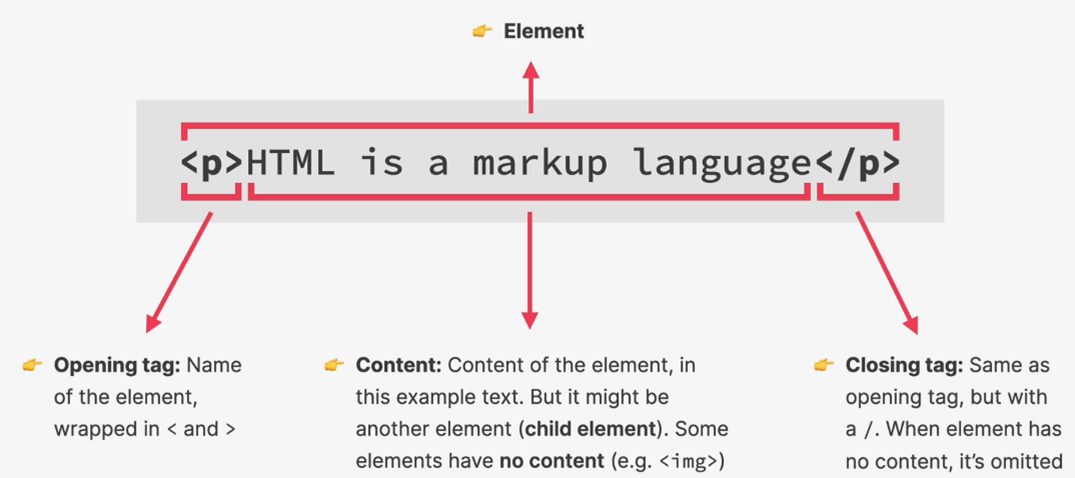 👉 Element
<p>HTML is a markup language</p>
👉 Opening tag: Name
of the element,
wrapped in < and >
👉 Content: Content of the element, in
this example text. But it might be
another element (child element). Some
elements have no content (e.g. <img>)
👉 Closing tag: Same as
opening tag, but with
a /. When element has
no content, it’s omitted